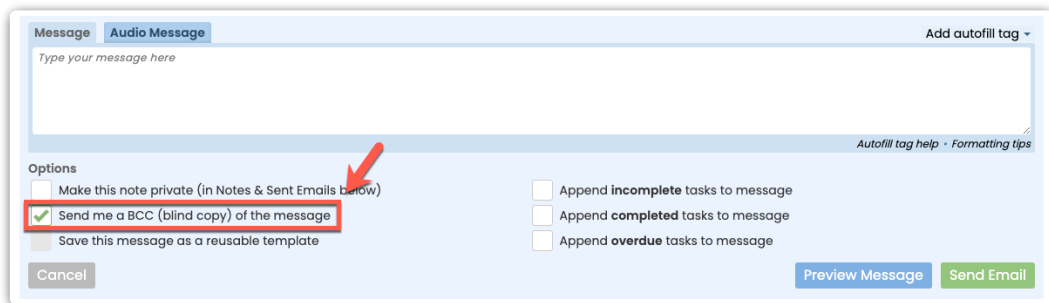 Message Audio Message Add autofill tag
Type your message here
Autofill tag help • Formatting tips
Options
Make this note private (in Notes & Sent Emails below)
Append incomplete tasks to message
Send me a BCC (blind copy) of the message
Append completed tasks to message
Save this message as a reusable template
Append overdue tasks to message
Cancel Preview Message Send Email